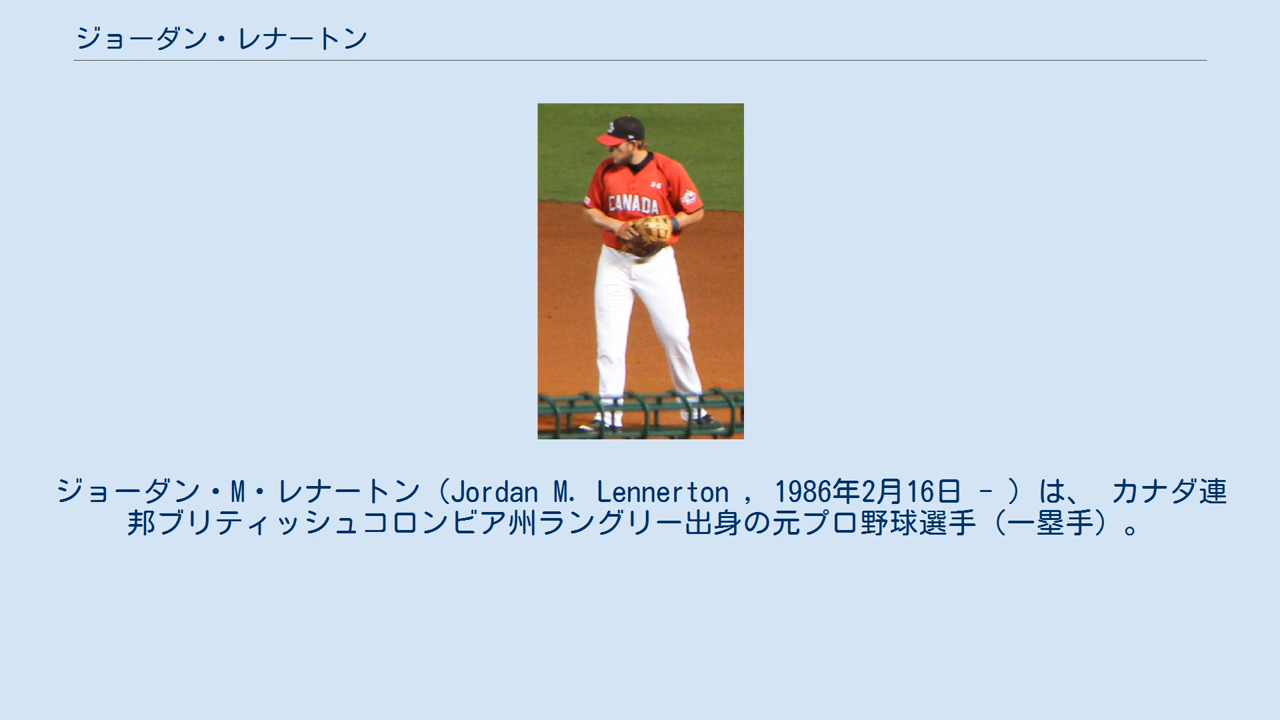 ジョーダン・レナートン
CANADA
ジョーダン・M・レナートン（Jordan M. Lennerton , 1986年2月16日 - ）は、 カナダ連
邦ブリティッシュコロンビア州ラングリー出身の元プロ野球選手（一塁手）。